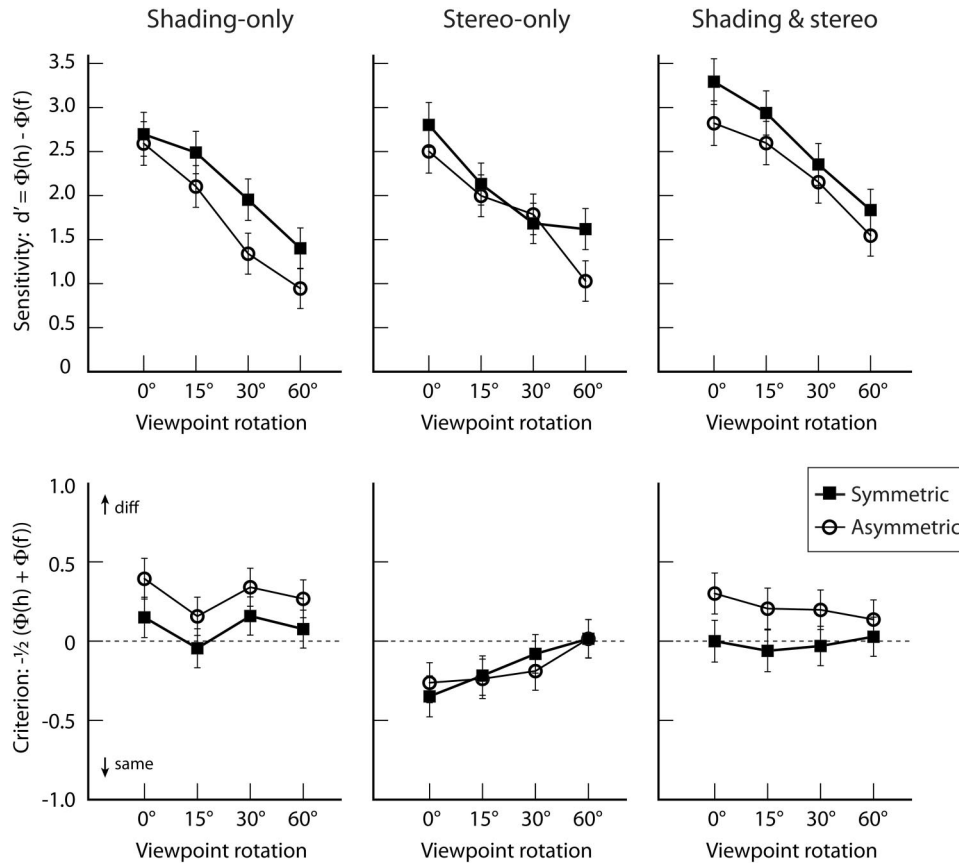 Shading-only
Stereo-only
Shading & stereo
Sensitivity: d' = Φ(h) - Φ(f)
3.5
3.0
2.5
2.0
1.5
1.0
0.5
0
0° 15° 30° 60°
0° 15° 30° 60°
0° 15° 30° 60°
Viewpoint rotation
Viewpoint rotation
Viewpoint rotation
Criterion: -½ (Φ(h) + Φ(f))
1.0
0.5
0
-0.5
-1.0
↑ diff
↓ same
Symmetric
Asymmetric
0° 15° 30° 60°
0° 15° 30° 60°
0° 15° 30° 60°
Viewpoint rotation
Viewpoint rotation
Viewpoint rotation